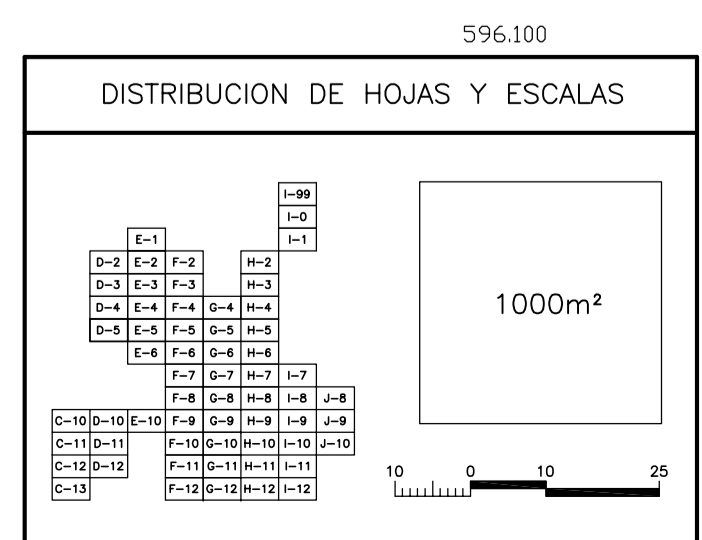 596.100
DISTRIBUCION DE HOJAS Y ESCALAS
I-99
I-0
E-1 I-1
D-2 E-2 F-2 H-2
D-3 E-3 F-3 H-3
D-4 E-4 F-4 G-4 H-4
1000m²
D-5 E-5 F-5 G-5 H-5
E-6 F-6 G-6 H-6
F-7 G-7 H-7 I-7
F-8 G-8 H-8 I-8 J-8
C-10 D-10 E-10 F-9 G-9 H-9 I-9 J-9
C-11 D-11 F-10 G-10 H-10 I-10 J-10
C-12 D-12 F-11 G-11 H-11 I-11
C-13 F-12 G-12 H-12 I-12
10 0 10 25